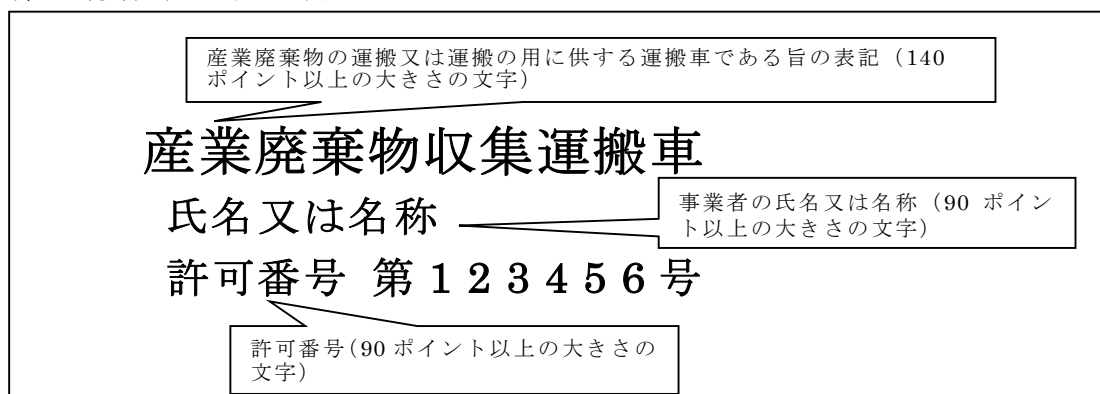 産業廃棄物の運搬又は運搬の用に供する運搬車である旨の表記（140
ポイント以上の大きさの文字）
産業廃棄物収集運搬車
氏名又は名称
事業者の氏名又は名称（90 ポイン
ト以上の大きさの文字）
許可番号 第１２３４５６号
許可番号(90 ポイント以上の大きさの
文字)